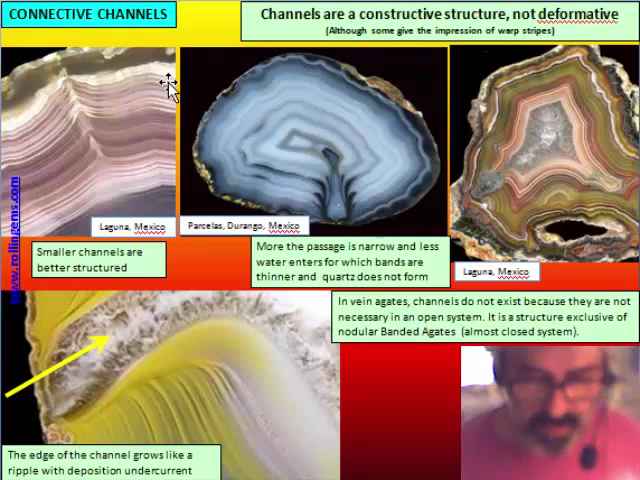 CONNECTIVE CHANNELS
Channels are a constructive structure, not deformative
(Although some give the impression of warp stripes)
Laguna, Mexico
Parcelas, Durango, Mexico
Laguna, Mexico
Smaller channels are
better structured
More the passage is narrow and less
water enters for which bands are
thinner and quartz does not form
www.rollingems.com
In vein agates, channels do not exist because they are not
necessary in an open system. It is a structure exclusive of
nodular Banded Agates (almost closed system).
The edge of the channel grows like a
ripple with deposition undercurrent